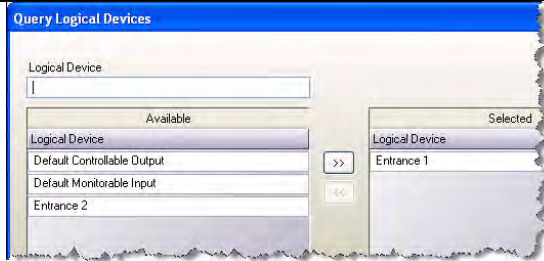 Query Logical Devices
Logical Device
Available
Selected
Logical Device
Logical Device
Default Controllable Output
>>
Entrance 1
Default Monitorable Input
<<
Entrance 2